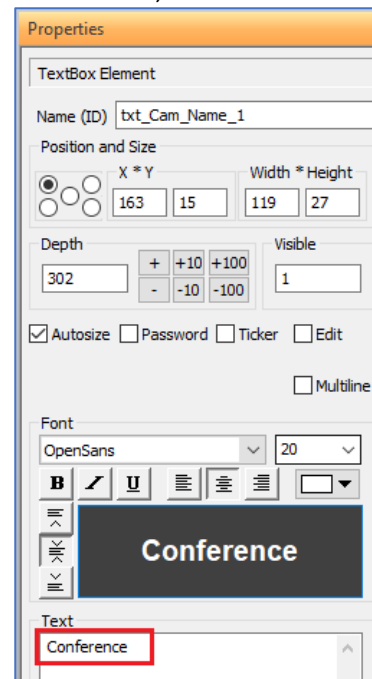 Properties
TextBox Element
Name (ID) txt_Cam_Name_1
Position and Size
X * Y Width * Height
163 15 119 27
Depth Visible
302 + +10 +100 1
- -10 -100
Autosize Password Ticker Edit
Multiline
Font
OpenSans 20
B I U
Conference
Text
Conference